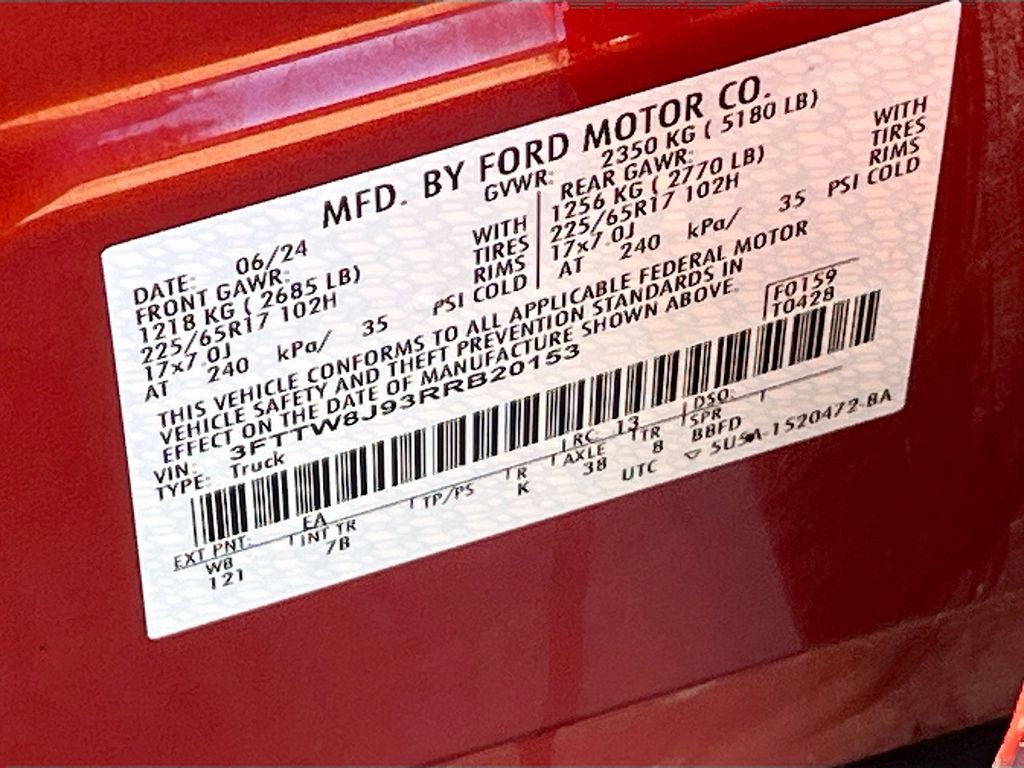 MFD. BY FORD MOTOR CO.
DATE: 06/24 GVWR: 2350 KG ( 5180 LB)
FRONT GAWR:
1218 KG ( 2685 LB) WITH
225/65R17 102H TIRES
17x7.0J RIMS
AT 240 kPa/ 35 PSI COLD
REAR GAWR:
1256 KG ( 2770 LB) WITH
225/65R17 102H TIRES
17x7.0J RIMS
AT 240 kPa/ 35 PSI COLD
THIS VEHICLE CONFORMS TO ALL APPLICABLE FEDERAL MOTOR
VEHICLE SAFETY AND THEFT PREVENTION STANDARDS IN
EFFECT ON THE DATE OF MANUFACTURE SHOWN ABOVE.
VIN: 3FTTW8J93RRB20153 F0159
TYPE: Truck T0428
EXT PNT: EA RC: 13 DSO:
WB INT TR TP/PS R AXLE TR SPR
121 7B K 38 8 BBFD
UTC ▽ 5U5A-1520472-BA